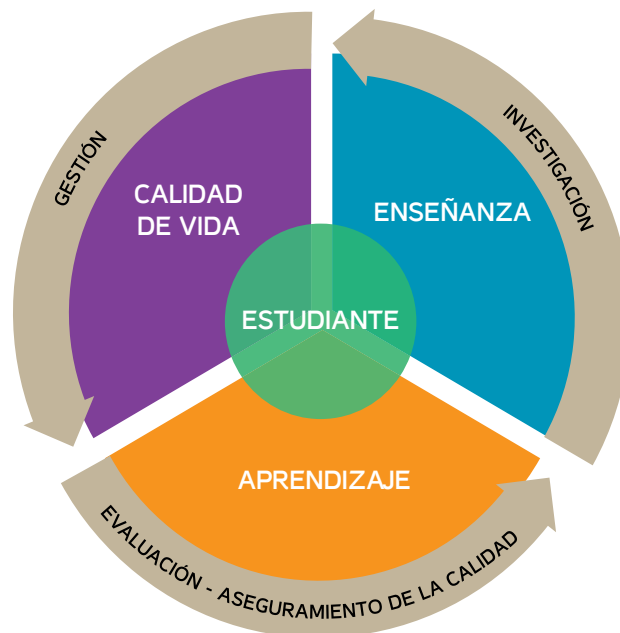 GESTIÓN
INVESTIGACIÓN
CALIDAD
DE VIDA
ENSEÑANZA
ESTUDIANTE
APRENDIZAJE
EVALUACIÓN - ASEGURAMIENTO DE LA CALIDAD